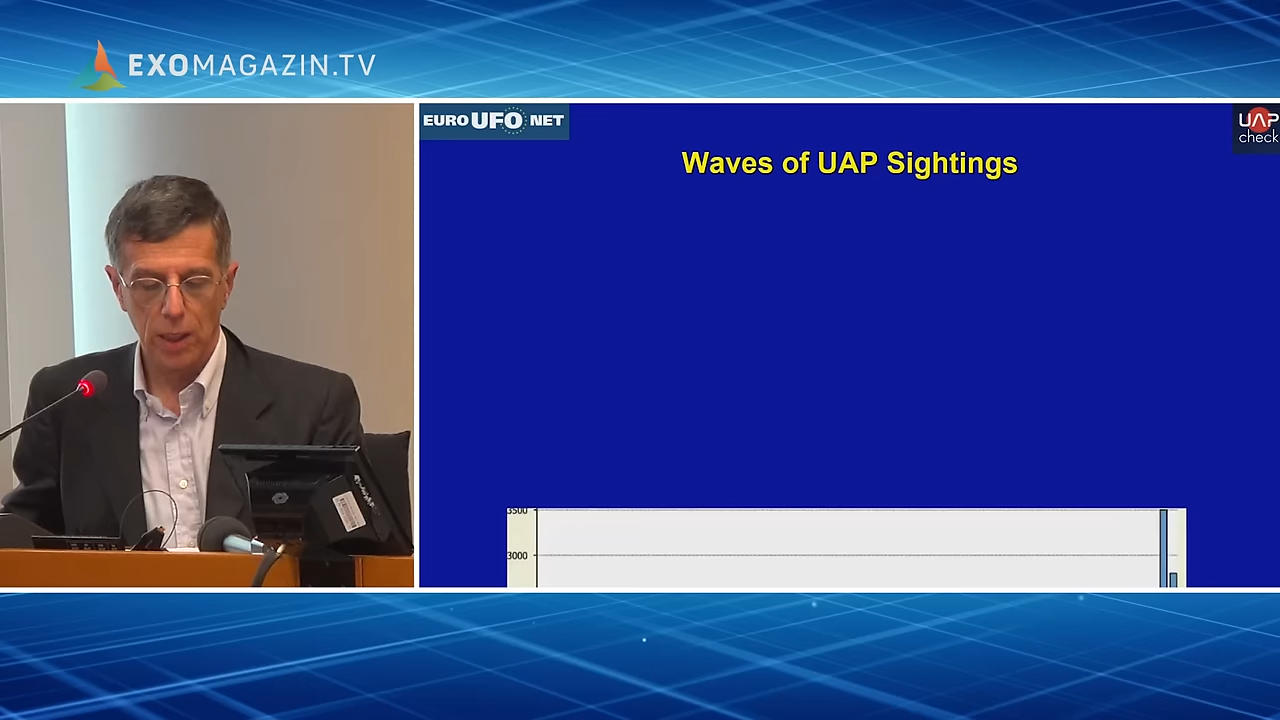 EXOMAGAZIN.TV
EURO UFO NET
UAP
check
Waves of UAP Sightings
3500
3000